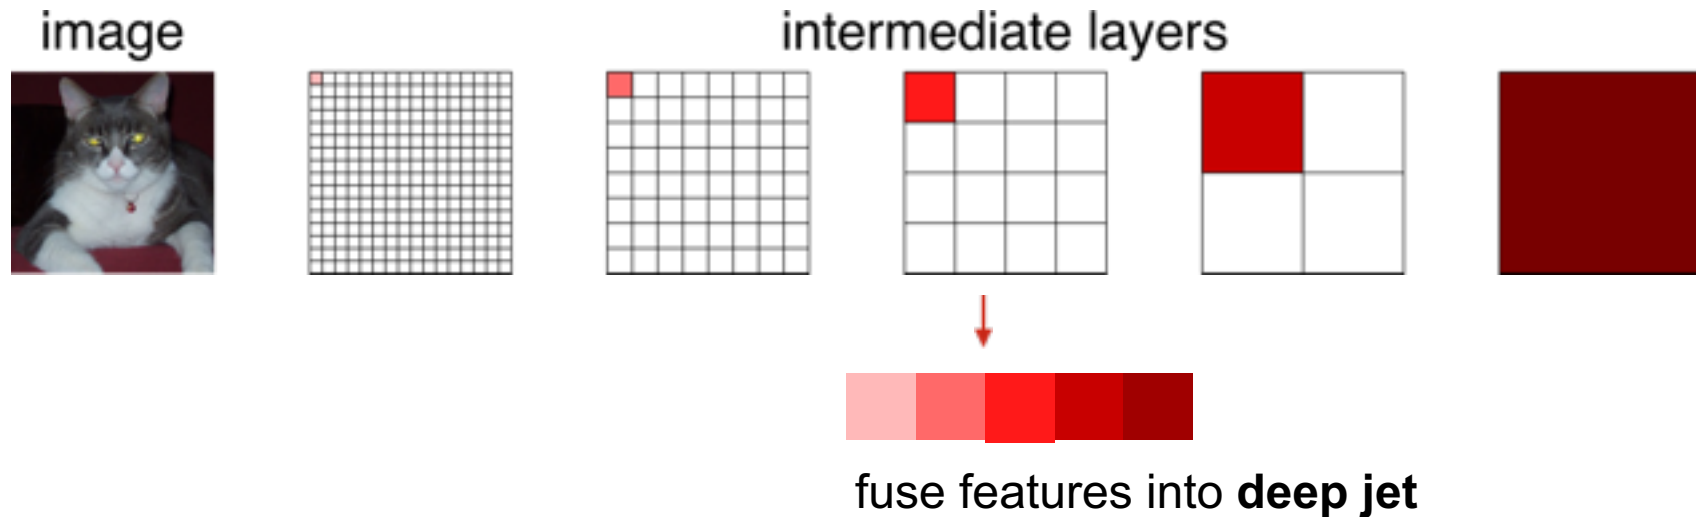 image
intermediate layers
fuse features into deep jet